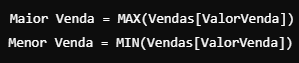 Maior Venda = MAX(Vendas[ValorVenda])
Menor Venda = MIN(Vendas[ValorVenda])